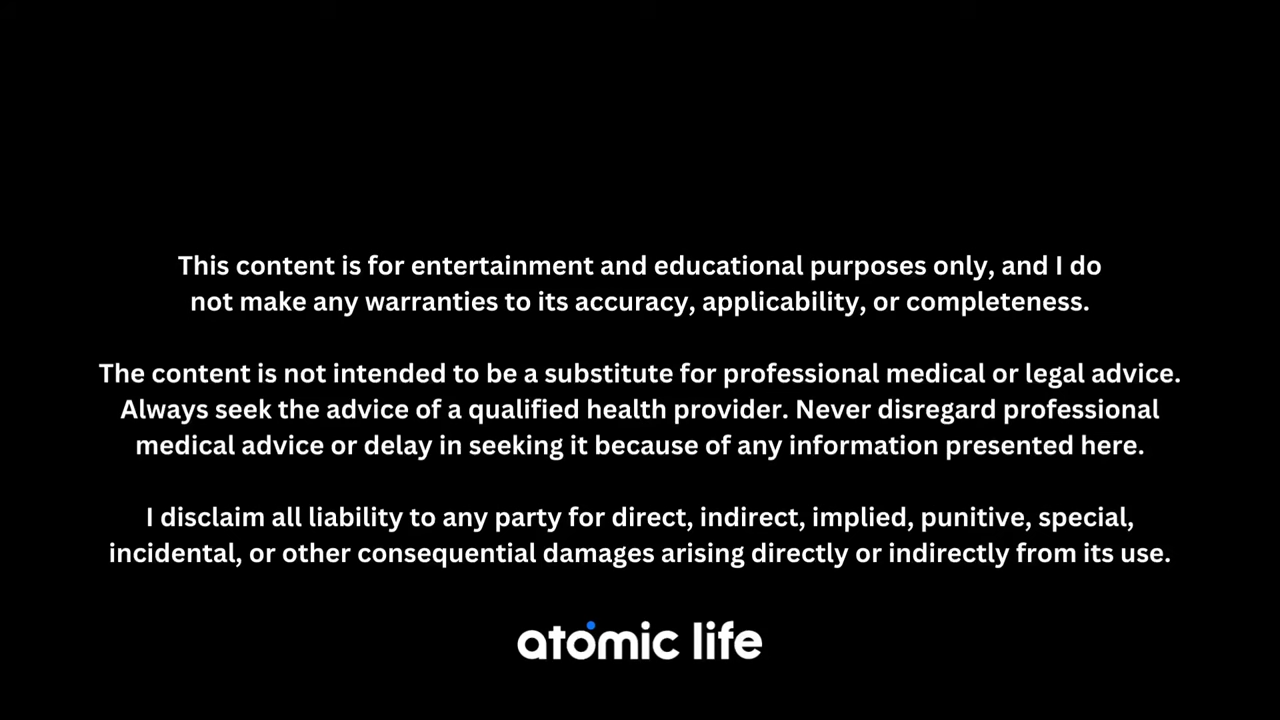 This content is for entertainment and educational purposes only, and I do
not make any warranties to its accuracy, applicability, or completeness.
The content is not intended to be a substitute for professional medical or legal advice.
Always seek the advice of a qualified health provider. Never disregard professional
medical advice or delay in seeking it because of any information presented here.
I disclaim all liability to any party for direct, indirect, implied, punitive, special,
incidental, or other consequential damages arising directly or indirectly from its use.
atomic life